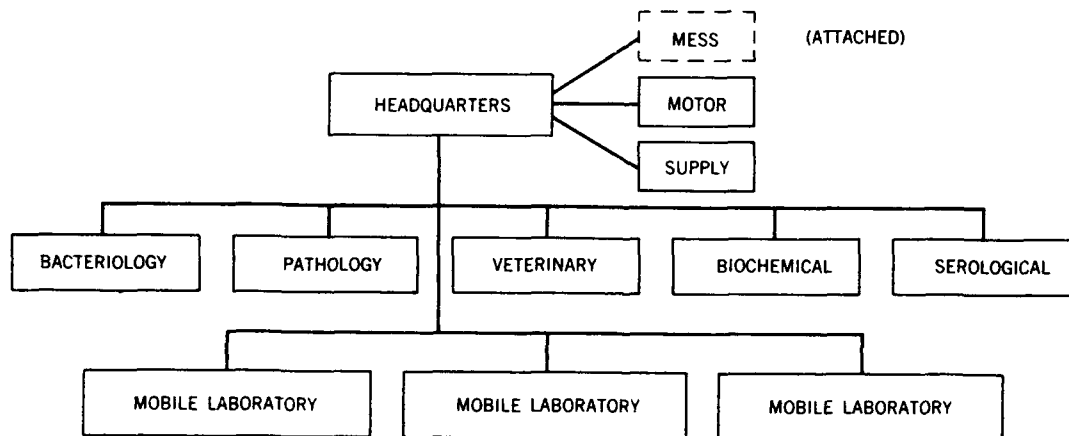 MESS (ATTACHED)
HEADQUARTERS MOTOR
SUPPLY
BACTERIOLOGY PATHOLOGY VETERINARY BIOCHEMICAL SEROLOGICAL
MOBILE LABORATORY MOBILE LABORATORY MOBILE LABORATORY